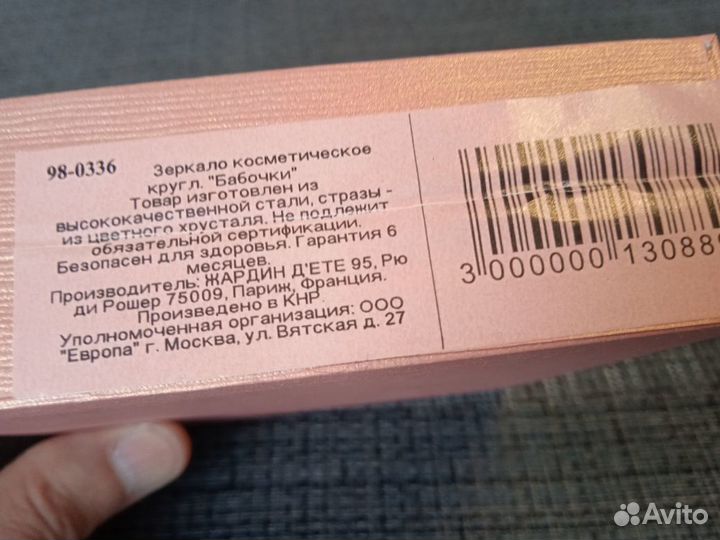 98-0336 Зеркало косметическое
кругл. "Бабочки"
Товар изготовлен из
высококачественной стали, стразы -
из цветного хрусталя. Не подлежит
обязательной сертификации.
Безопасен для здоровья. Гарантия 6
месяцев.
Производитель: ЖАРДИН Д'ЕТЕ 95, Рю
ди Рошер 75009, Париж, Франция.
Произведено в КНР
Уполномоченная организация: ООО
"Европа" г. Москва, ул. Вятская д. 27
3 000000 13088
Avito